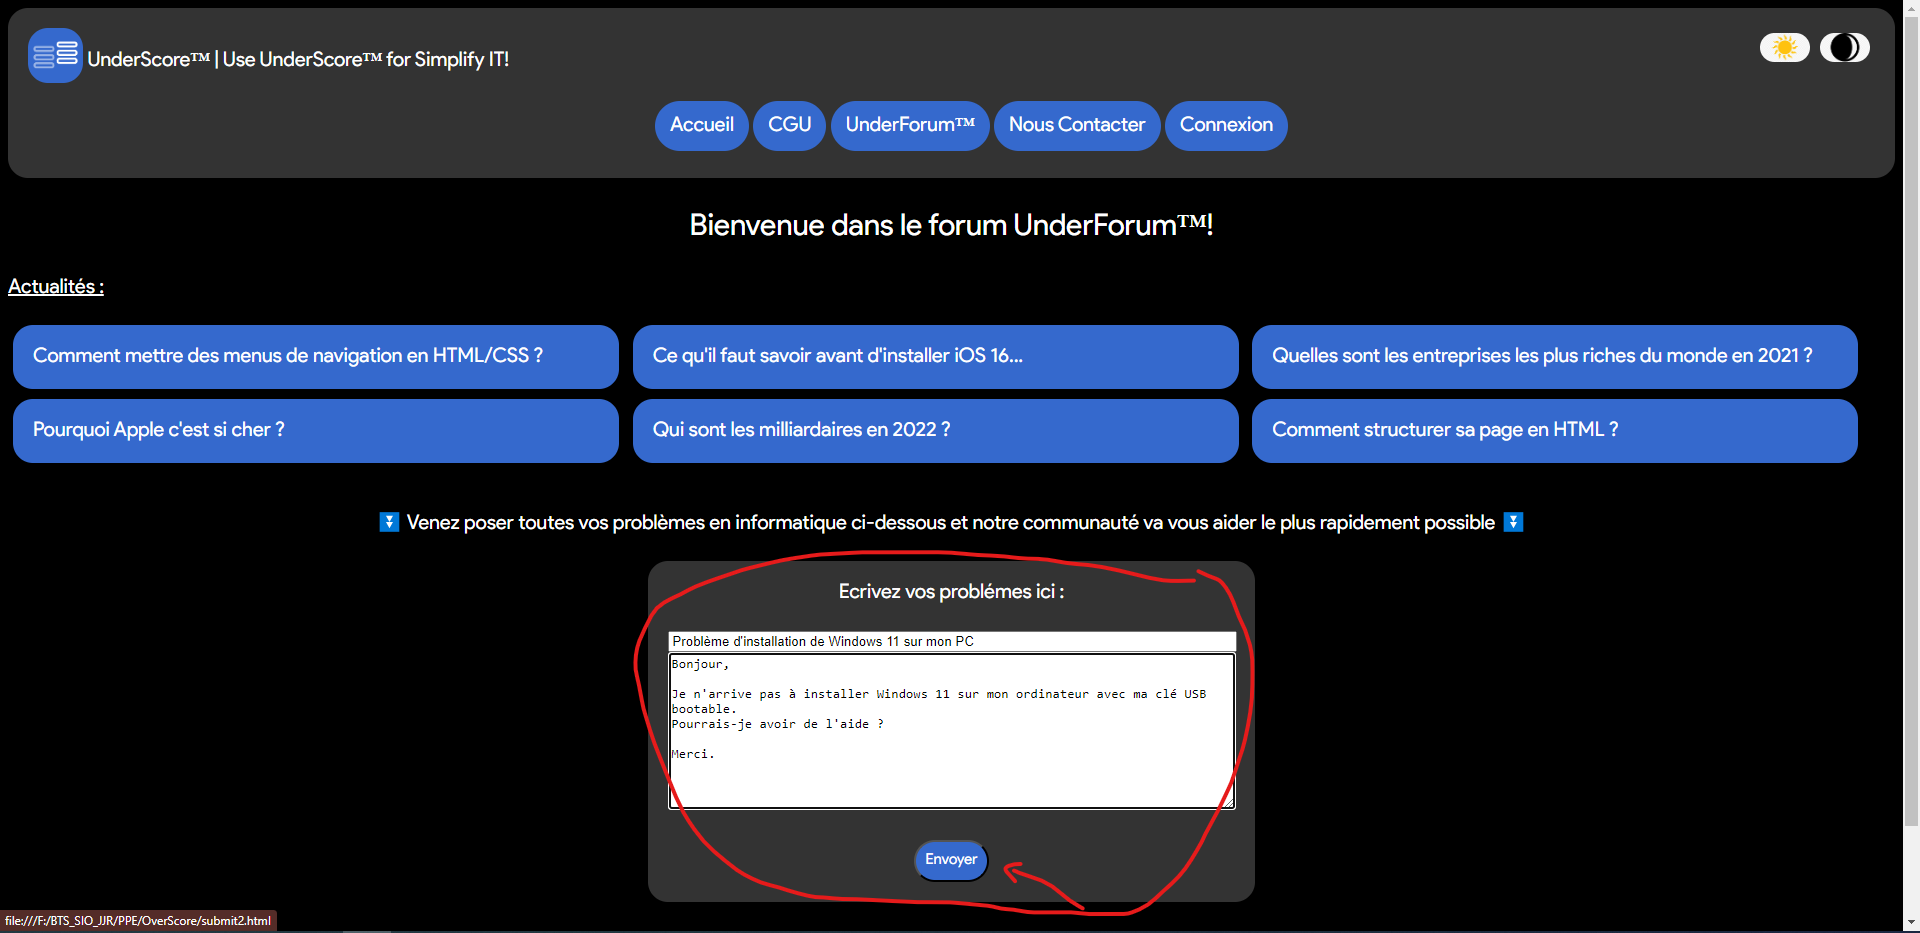 UnderScore™ | Use UnderScore™ for Simplify IT!
Accueil
CGU
UnderForum™
Nous Contacter
Connexion
Bienvenue dans le forum UnderForum™!
Actualités :
Comment mettre des menus de navigation en HTML/CSS ?
Ce qu'il faut savoir avant d'installer iOS 16...
Quelles sont les entreprises les plus riches du monde en 2021 ?
Pourquoi Apple c'est si cher ?
Qui sont les milliardaires en 2022 ?
Comment structurer sa page en HTML ?
⏬ Venez poser toutes vos problèmes en informatique ci-dessous et notre communauté va vous aider le plus rapidement possible ⏬
Ecrivez vos problémes ici :
Problème d'installation de Windows 11 sur mon PC
Bonjour,
Je n'arrive pas à installer Windows 11 sur mon ordinateur avec ma clé USB
bootable.
Pourrais-je avoir de l'aide ?
Merci.
Envoyer
file:///F:/BTS_SIO_JJR/PPE/OverScore/submit2.html